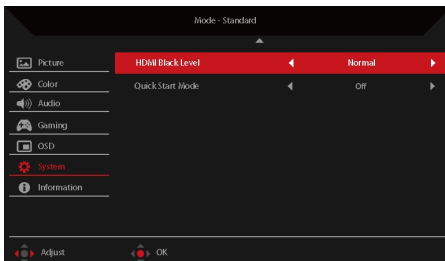 Mode - Standard
Picture
HDMI Black Level Normal
Color
Quick Start Mode Off
Audio
Gaming
OSD
System
Information
Adjust OK